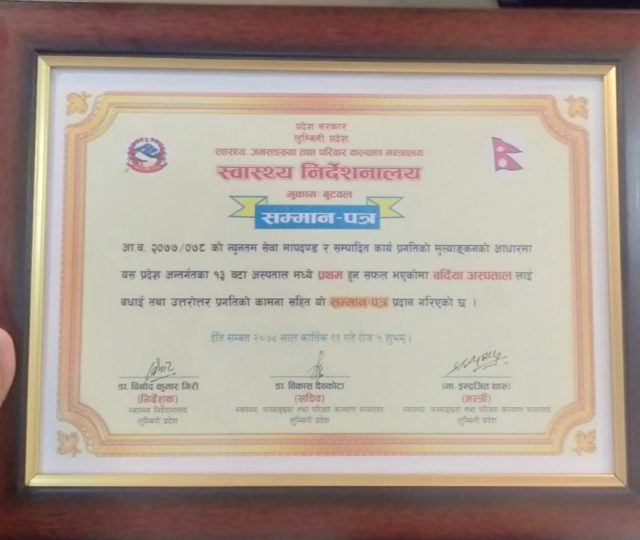 प्रदेश सरकार
लुम्बिनी प्रदेश
स्वास्थ्य, जनसङ्ख्या तथा परिवार कल्याण मन्त्रालय
स्वास्थ्य निर्देशनालय
मुकाम बुटवल
सम्मान-पत्र
आ.व. २०७७/०७८ को न्युनतम सेवा मापदण्ड र सम्पादित कार्य प्रगतिको मुल्याङ्कनको आधारमा
यस प्रदेश अन्तर्गतका १३ वटा अस्पताल मध्ये प्रथम हुन सफल भएकोमा बर्दिया अस्पताल लाई
बधाई तथा उत्तरोत्तर प्रगतिको कामना सहित यो सम्मान-पत्र प्रदान गरिएको छ ।
ईति सम्बत २०७८ साल कार्तिक ११ गते रोज ५ शुभम् ।
डा. विनोद कुमार गिरी
(निर्देशक)
स्वास्थ्य निर्देशनालय
लुम्बिनी प्रदेश
डा. विकास देवकोटा
(सचिव)
स्वास्थ्य, जनसङ्ख्या तथा परिवार कल्याण मन्त्रालय
लुम्बिनी प्रदेश
(मा. इन्द्रजित थारु)
(मन्त्री)
स्वास्थ्य, जनसङ्ख्या तथा परिवार कल्याण मन्त्रालय
लुम्बिनी प्रदेश